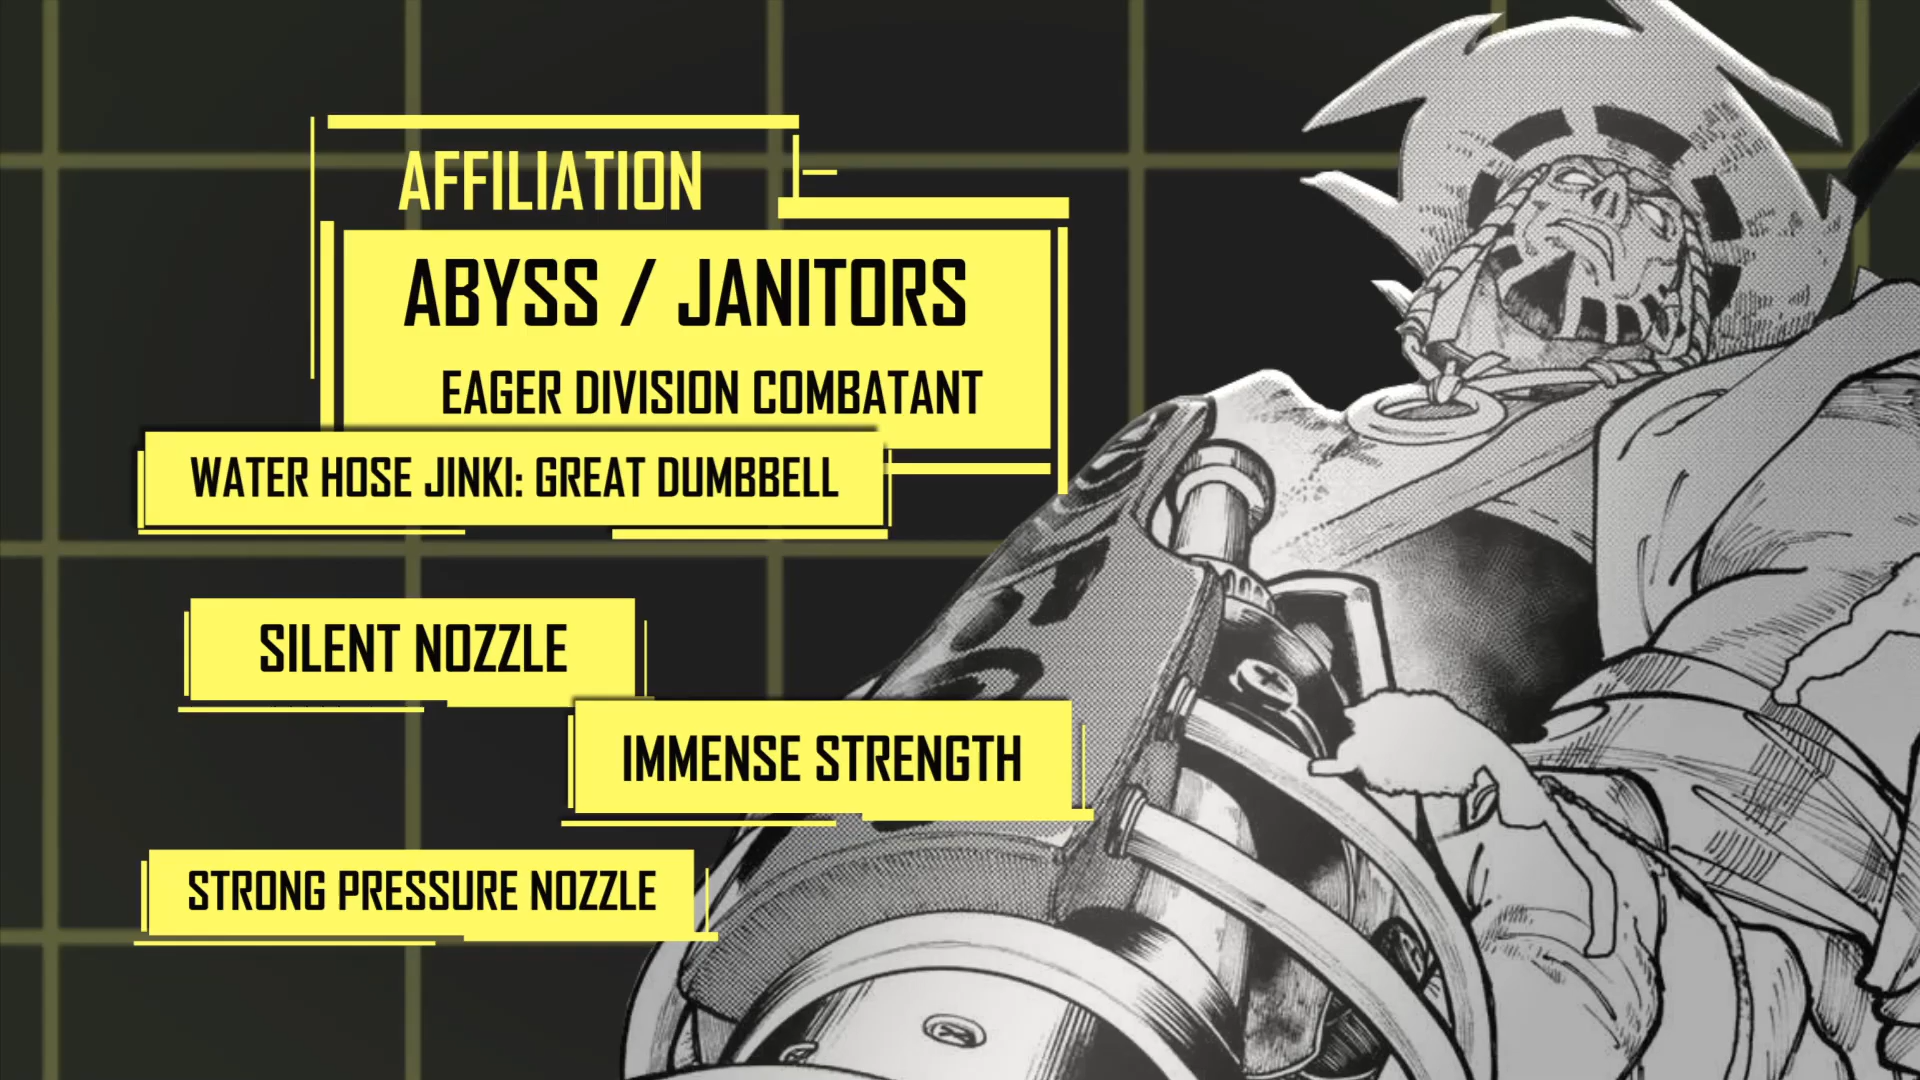 AFFILIATION
ABYSS / JANITORS
EAGER DIVISION COMBATANT
WATER HOSE JINKI: GREAT DUMBBELL
SILENT NOZZLE
IMMENSE STRENGTH
STRONG PRESSURE NOZZLE